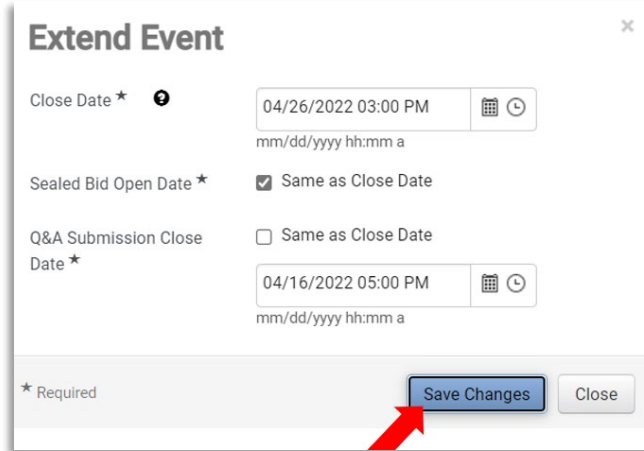 Extend Event
×
Close Date ★ ?
04/26/2022 03:00 PM
mm/dd/yyyy hh:mm a
Sealed Bid Open Date ★
Same as Close Date
Q&A Submission Close
Date ★
Same as Close Date
04/16/2022 05:00 PM
mm/dd/yyyy hh:mm a
★ Required
Save Changes
Close